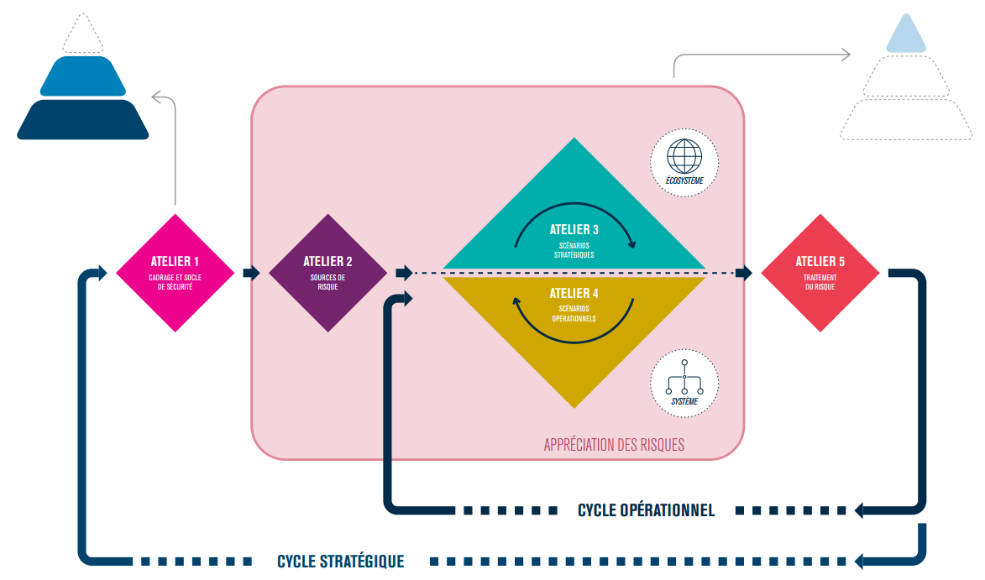 ÉCOSYSTÈME
ATELIER 1
CADRAGE ET SOCLE
DE SÉCURITÉ
ATELIER 2
SOURCES DE
RISQUE
ATELIER 3
SCÉNARIOS
STRATÉGIQUES
ATELIER 4
SCÉNARIOS
OPÉRATIONNELS
ATELIER 5
TRAITEMENT
DU RISQUE
SYSTÈME
APPRÉCIATION DES RISQUES
CYCLE OPÉRATIONNEL
CYCLE STRATÉGIQUE